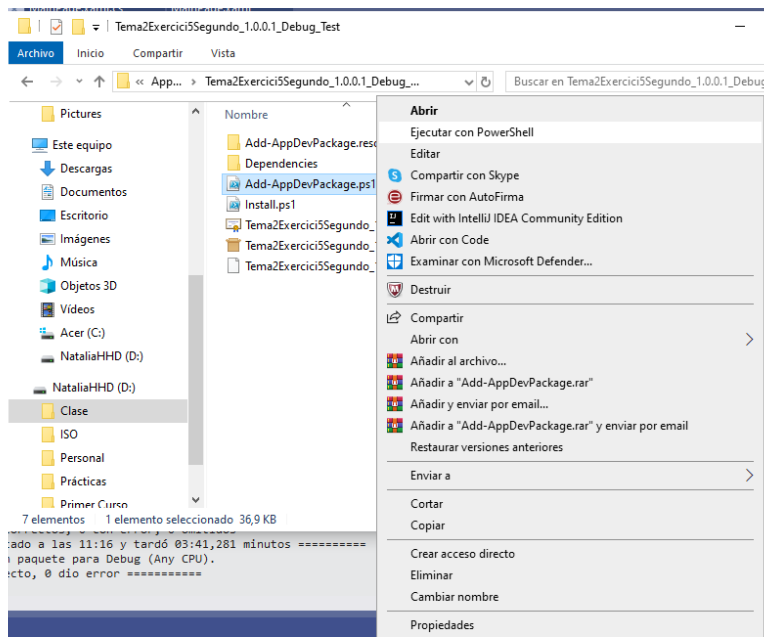 Tema2Exercici5Segundo_1.0.0.1_Debug_Test
Archivo Inicio Compartir Vista
« App... > Tema2Exercici5Segundo_1.0.0.1_Debug_...
Buscar en Tema2Exercici5Segundo_1.0.0.1_Debug
Pictures
Este equipo
Descargas
Documentos
Escritorio
Imágenes
Música
Objetos 3D
Vídeos
Acer (C:)
NataliaHHD (D:)
NataliaHHD (D:)
Clase
ISO
Personal
Prácticas
Primer Curso
Nombre
Add-AppDevPackage.reso
Dependencies
Add-AppDevPackage.ps1
Install.ps1
Tema2Exercici5Segundo_1
Tema2Exercici5Segundo_1
Tema2Exercici5Segundo_1
Abrir
Ejecutar con PowerShell
Editar
Compartir con Skype
Firmar con AutoFirma
Edit with IntelliJ IDEA Community Edition
Abrir con Code
Examinar con Microsoft Defender...
Destruir
Compartir
Abrir con
Añadir al archivo...
Añadir a "Add-AppDevPackage.rar"
Añadir y enviar por email...
Añadir a "Add-AppDevPackage.rar" y enviar por email
Restaurar versiones anteriores
Enviar a
Cortar
Copiar
Crear acceso directo
Eliminar
Cambiar nombre
Propiedades
7 elementos 1 elemento seleccionado 36,9 KB
tado a las 11:16 y tardó 03:41,281 minutos ==========
n paquete para Debug (Any CPU).
ecto, 0 dio error ===========